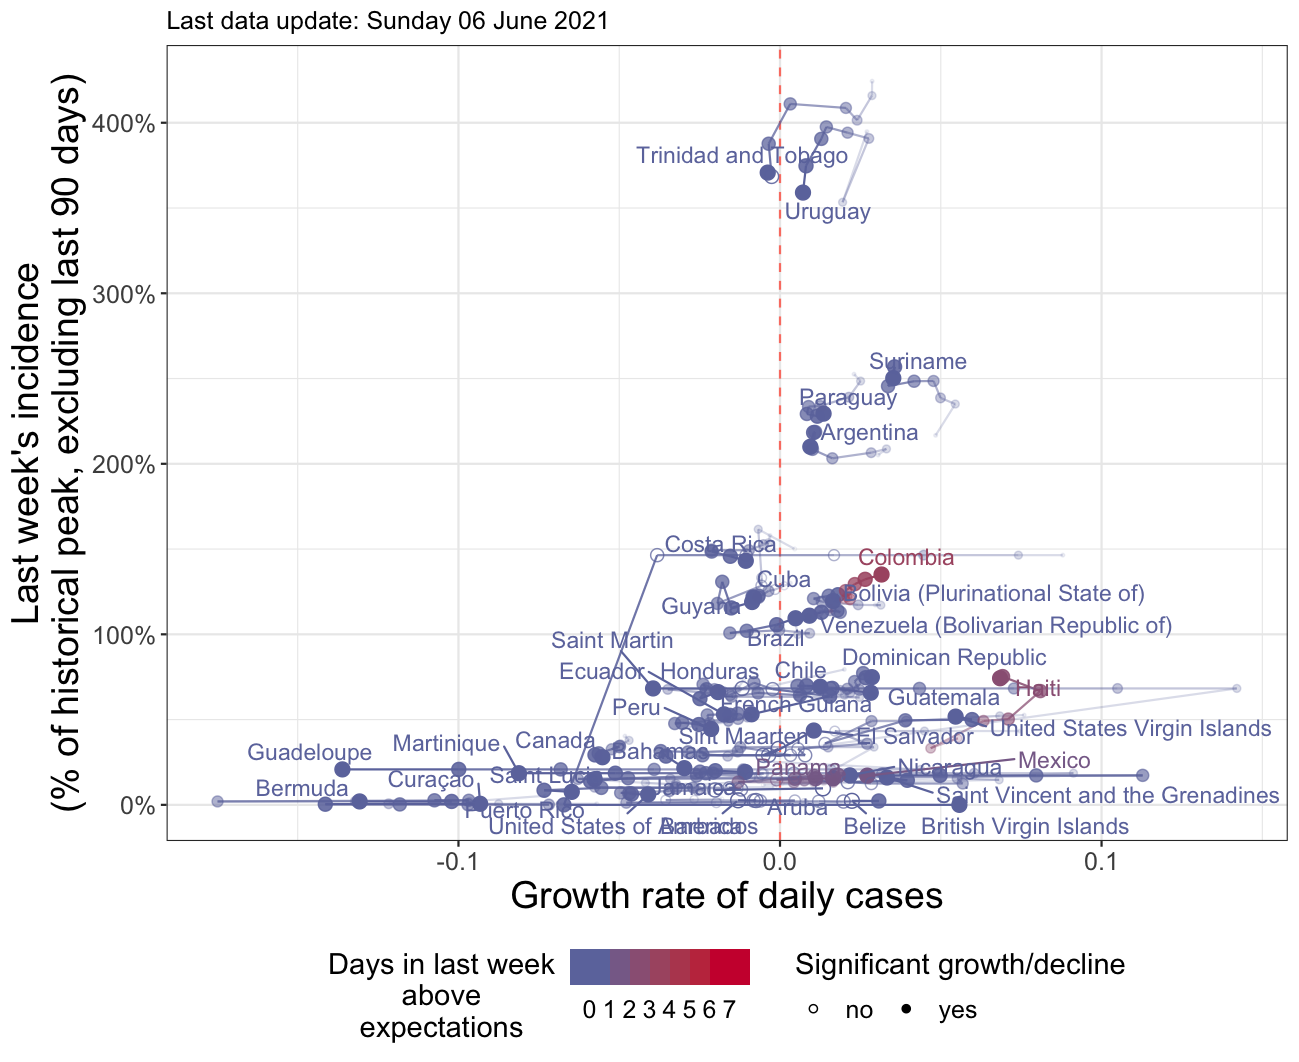 Last data update: Sunday 06 June 2021
Last week's incidence
(% of historical peak, excluding last 90 days)
400%
300%
200%
100%
0%
Trinidad and Tobago
Uruguay
Suriname
Paraguay
Argentina
Costa Rica
Colombia
Cuba
Bolivia (Plurinational State of)
Guyana
Venezuela (Bolivarian Republic of)
Brazil
Saint Martin
Dominican Republic
Ecuador
Honduras
Chile
Haiti
Guatemala
French Guiana
Peru
United States Virgin Islands
Sint Maarten
El Salvador
Canada
Martinique
Guadeloupe
Bahamas
Mexico
Panama
Nicaragua
Saint Luci
Curaçao
Bermuda
Jamaica
Saint Vincent and the Grenadines
Puerto Rico
Aruba
United States of America
Barbados
Belize
British Virgin Islands
-0.1
0.0
0.1
Growth rate of daily cases
Days in last week
above
expectations
0 1 2 3 4 5 6 7
Significant growth/decline
no
yes